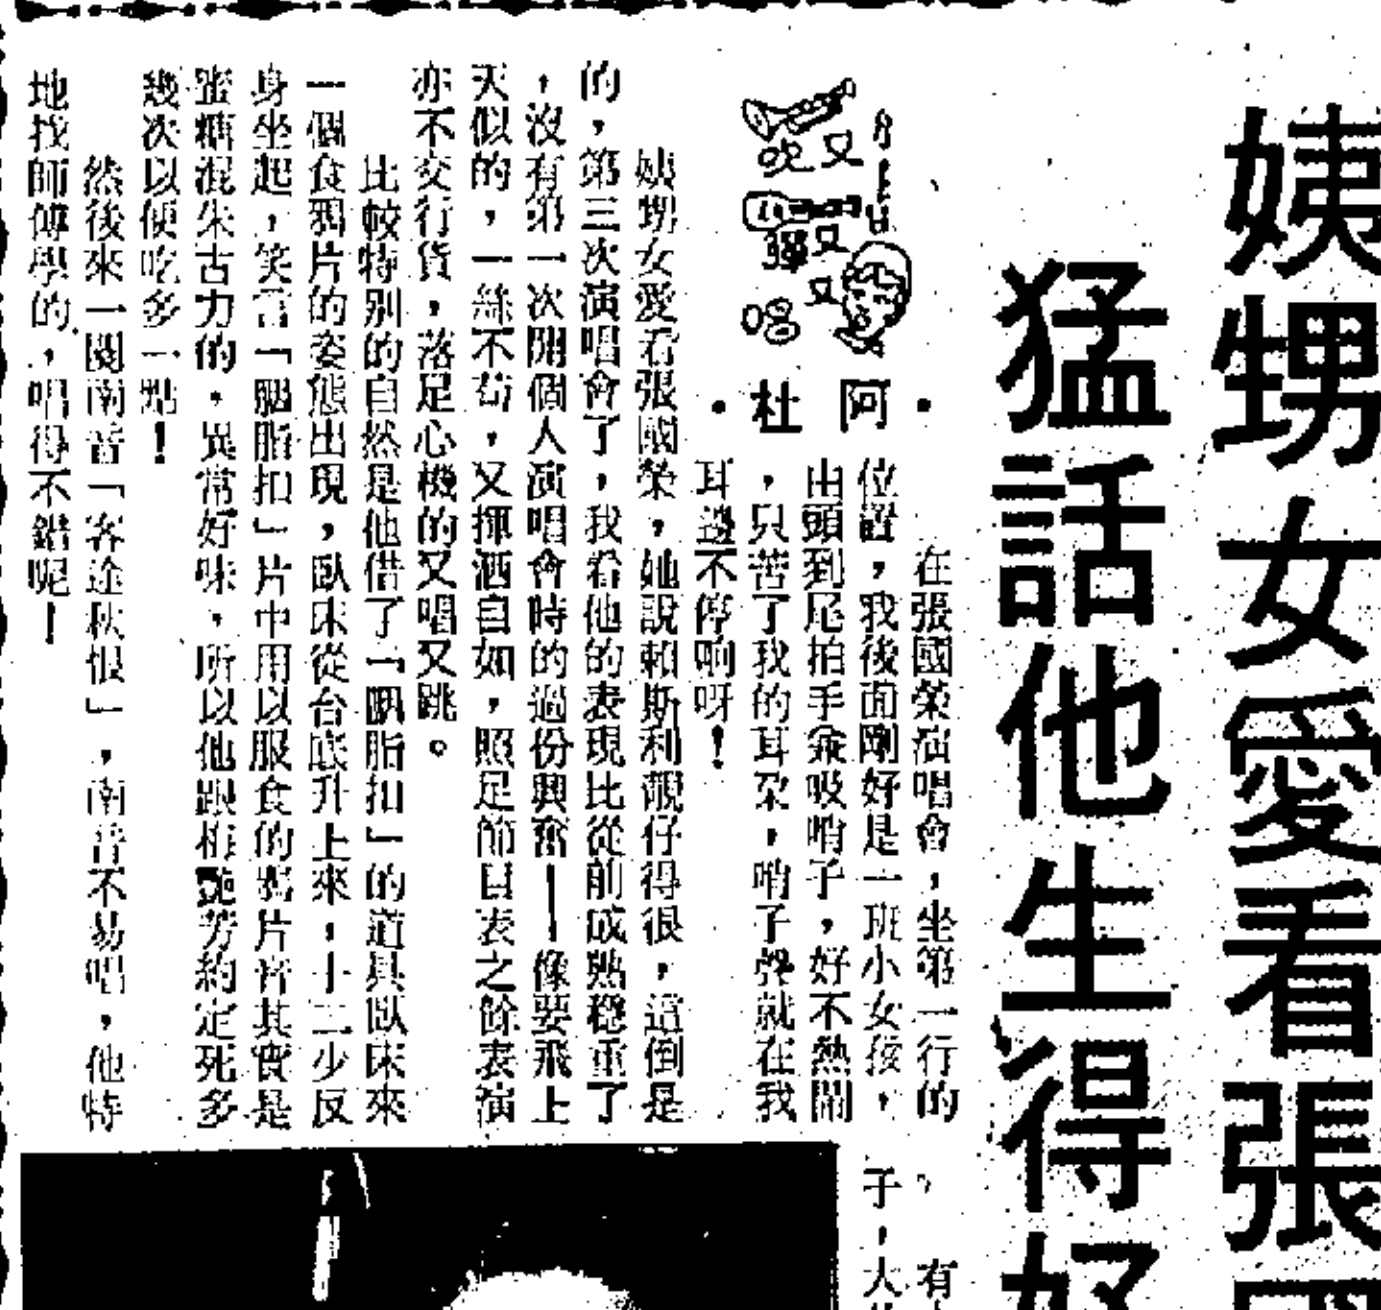 姨甥女愛看張國
猛話他生得好
又吹
又彈
又唱
·阿杜·
在張國榮演唱會，坐第一行的
位置，我後面剛好是一班小女孩，
由頭到尾拍手兼吸哨子，好不熱鬧
，只苦了我的耳朶，哨子聲就在我
耳邊不停响呀！
姨甥女愛看張國榮，她說賴斯利靚仔得很，這倒是
的，第三次演唱會了，我看他的表現比從前成熟穩重了
，沒有第一次開個人演唱會時的過份興奮——像要飛上
天似的，一絲不苟，又揮洒自如，照足節目表之餘表演
亦不交行貨，落足心機的又唱又跳。
比較特別的自然是他借了「胭脂扣」的道具臥床來
一個食鴉片的姿態出現，臥床從台底升上來，十二少反
身坐起，笑言「胭脂扣」片中用以服食的鴉片膏其實是
蜜糖混朱古力的，異常好味，所以他跟梅艷芳約定死多
幾次以便吃多一點！
然後來一闋南音「客途秋恨」，南音不易唱，他特
地找師傅學的，唱得不錯呢！
有
子，大